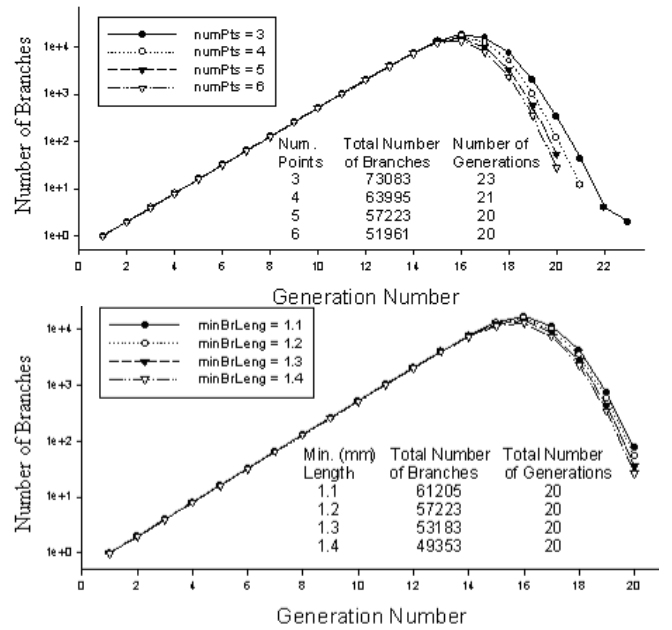 numPts = 3
numPts = 4
numPts = 5
numPts = 6
Number of Branches
1e+4
1e+3
1e+2
1e+1
1e+0
Num. Points Total Number of Branches Number of Generations
3 73083 23
4 63995 21
5 57223 20
6 51961 20
0 2 4 6 8 10 12 14 16 18 20 22
Generation Number
minBrLeng = 1.1
minBrLeng = 1.2
minBrLeng = 1.3
minBrLeng = 1.4
Number of Branches
1e+4
1e+3
1e+2
1e+1
1e+0
Min. (mm) Length Total Number of Branches Total Number of Generations
1.1 61205 20
1.2 57223 20
1.3 53183 20
1.4 49353 20
0 2 4 6 8 10 12 14 16 18 20
Generation Number